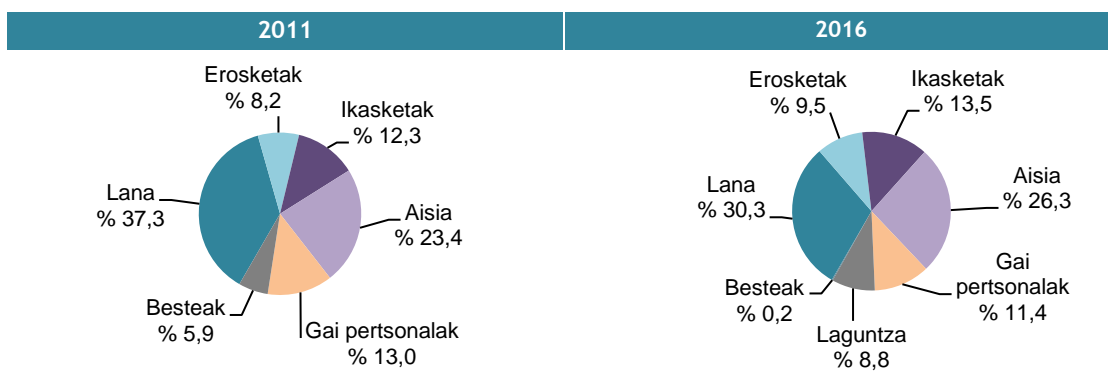 2011
2016
Erosketak
% 8,2
Ikasketak
% 12,3
Lana
% 37,3
Aisia
% 23,4
Besteak
% 5,9
Gai pertsonalak
% 13,0
Erosketak
% 9,5
Ikasketak
% 13,5
Lana
% 30,3
Aisia
% 26,3
Besteak
% 0,2
Gai
pertsonalak
% 11,4
Laguntza
% 8,8